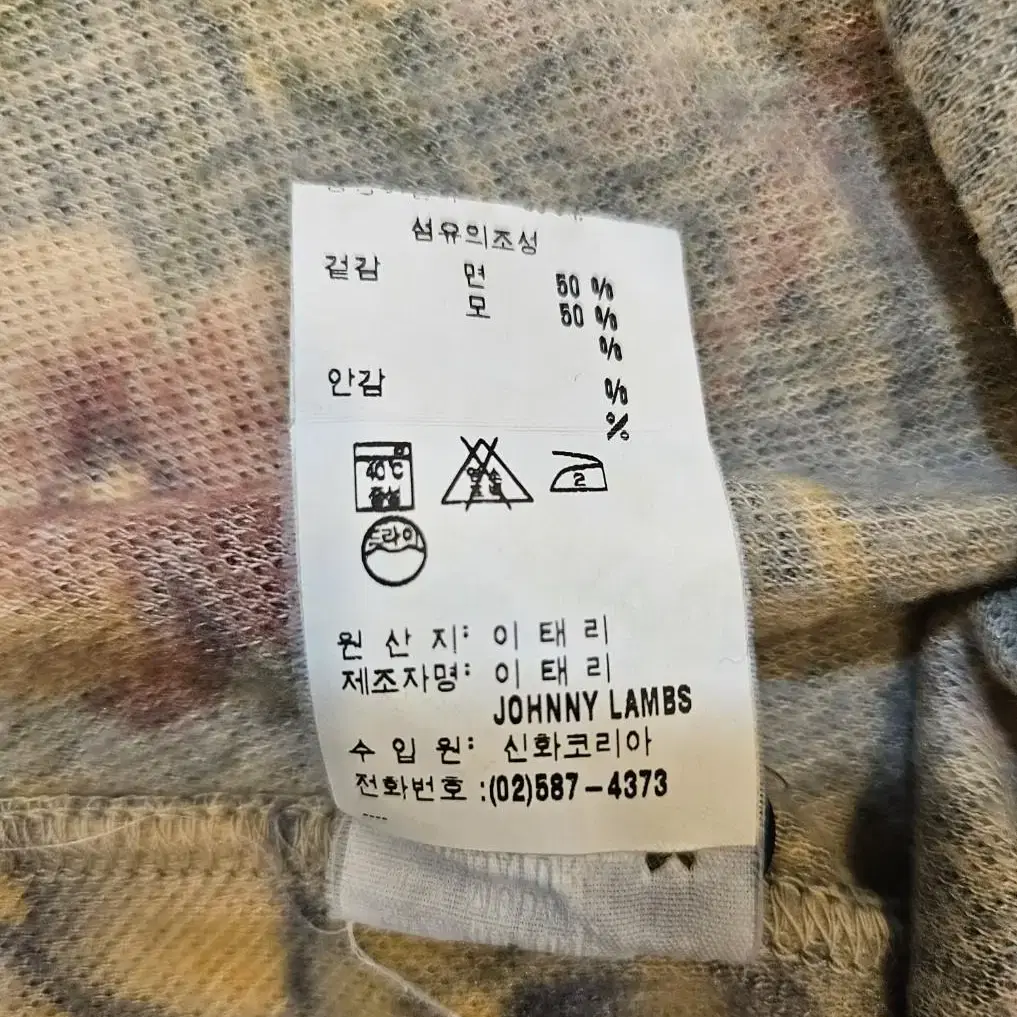 섬유의조성
겉감 면 50 %
모 50 %
%
안감 %
%
40℃
2
드라이
원 산 지: 이 태 리
제조자명: 이 태 리
JOHNNY LAMBS
수 입 원: 신화코리아
전화번호 :(02)587-4373